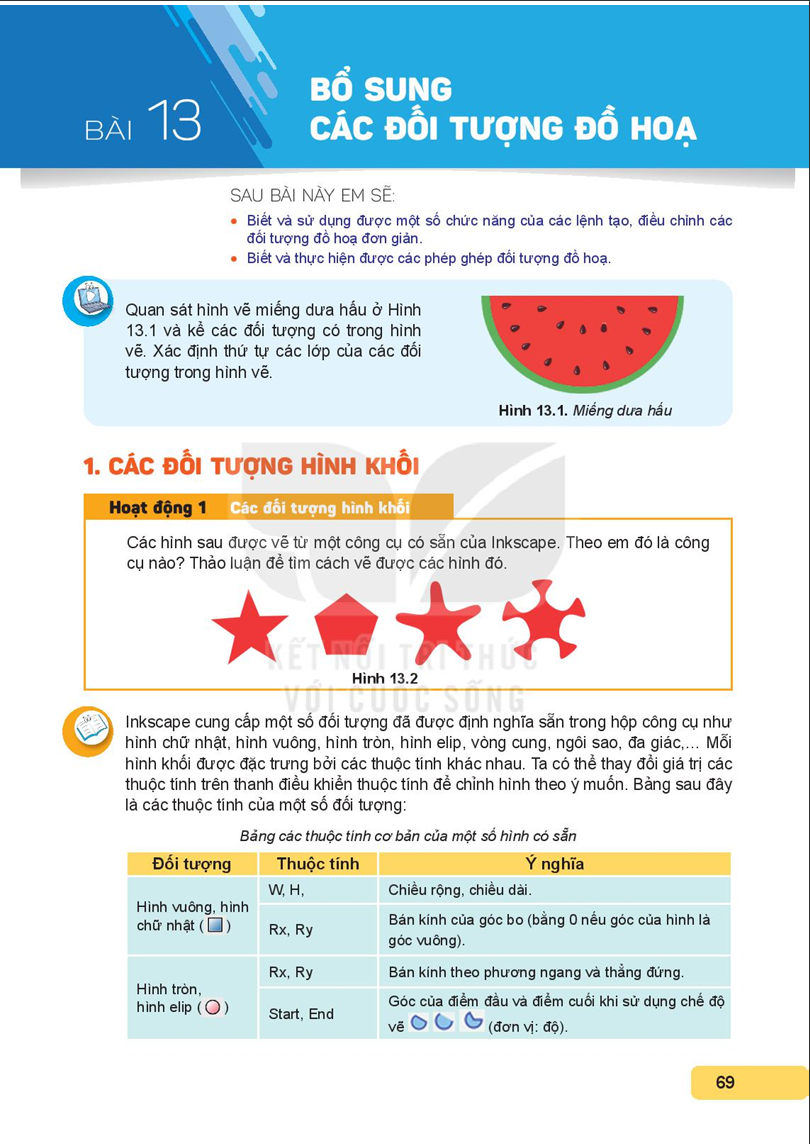 BÀI 13
BỔ SUNG
CÁC ĐỐI TƯỢNG ĐỒ HOẠ
SAU BÀI NÀY EM SẼ:
• Biết và sử dụng được một số chức năng của các lệnh tạo, điều chỉnh các
đối tượng đồ hoạ đơn giản.
• Biết và thực hiện được các phép ghép đối tượng đồ hoạ.
Quan sát hình vẽ miếng dưa hấu ở Hình
13.1 và kể các đối tượng có trong hình
vẽ. Xác định thứ tự các lớp của các đối
tượng trong hình vẽ.
Hình 13.1. Miếng dưa hấu
1. CÁC ĐỐI TƯỢNG HÌNH KHỐI
Hoạt động 1 Các đối tượng hình khối
Các hình sau được vẽ từ một công cụ có sẵn của Inkscape. Theo em đó là công
cụ nào? Thảo luận để tìm cách vẽ được các hình đó.
KẾT NỐI TRI THỨC
Hình 13.2
VỚI CUỘC SỐNG
Inkscape cung cấp một số đối tượng đã được định nghĩa sẵn trong hộp công cụ như
hình chữ nhật, hình vuông, hình tròn, hình elip, vòng cung, ngôi sao, đa giác,... Mỗi
hình khối được đặc trưng bởi các thuộc tính khác nhau. Ta có thể thay đổi giá trị các
thuộc tính trên thanh điều khiển thuộc tính để chỉnh hình theo ý muốn. Bảng sau đây
là các thuộc tính của một số đối tượng:
Bảng các thuộc tính cơ bản của một số hình có sẵn
Đối tượng Thuộc tính Ý nghĩa
Hình vuông, hình
chữ nhật ( )
W, H, Chiều rộng, chiều dài.
Rx, Ry Bán kính của góc bo (bằng 0 nếu góc của hình là
góc vuông).
Hình tròn,
hình elip ( )
Rx, Ry Bán kính theo phương ngang và thẳng đứng.
Start, End Góc của điểm đầu và điểm cuối khi sử dụng chế độ
vẽ (đơn vị: độ).
69